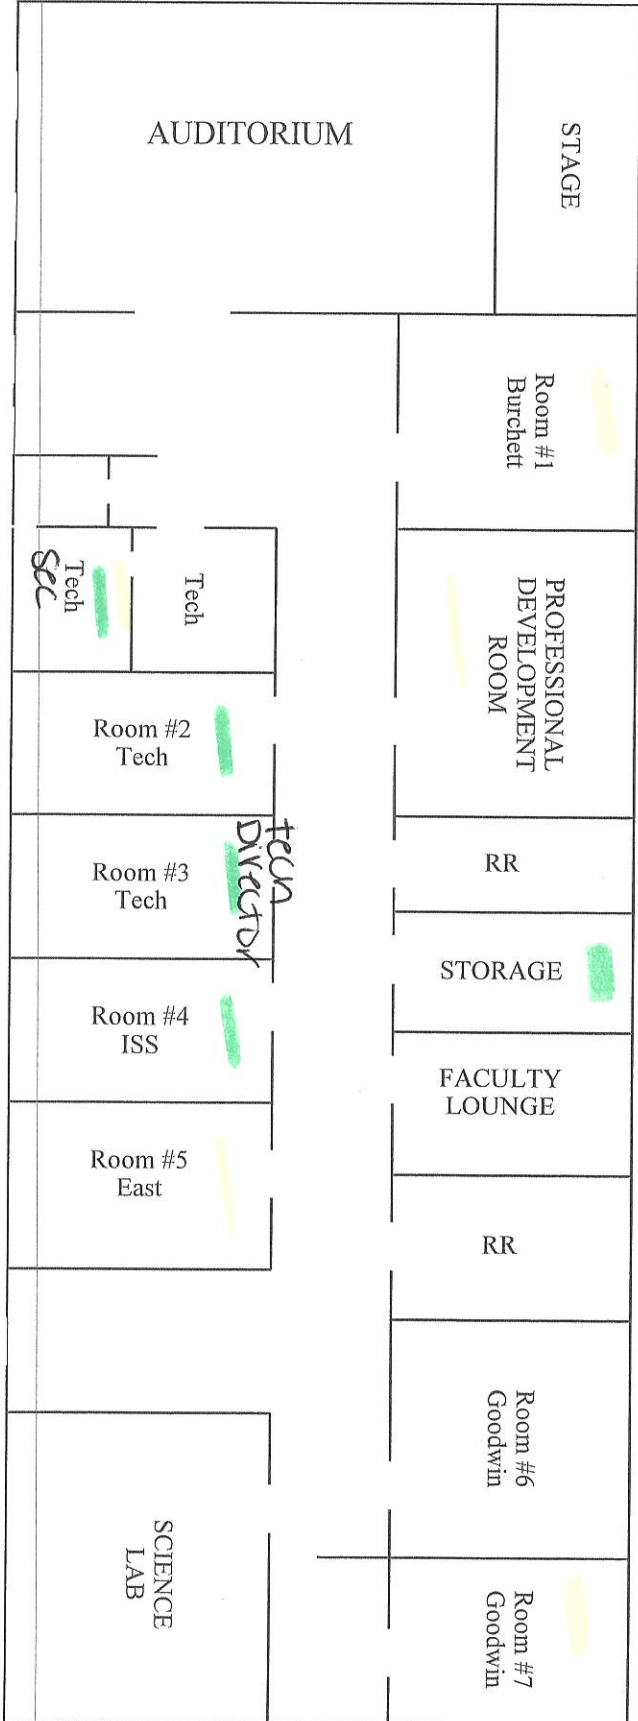 AUDITORIUM
STAGE
Room #1
Burchett
Tech
Sec
Tech
PROFESSIONAL
DEVELOPMENT
ROOM
Room #2
Tech
Room #3
Tech
tech
Director
RR
STORAGE
Room #4
ISS
FACULTY
LOUNGE
Room #5
East
RR
Room #6
Goodwin
SCIENCE
LAB
Room #7
Goodwin